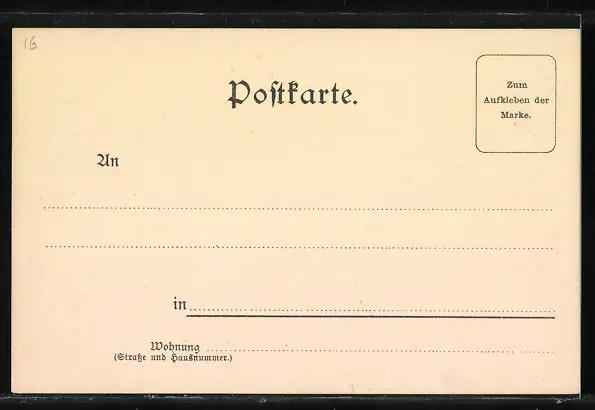 16
Postkarte.
Zum
Aufkleben der
Marke.
An
in
Wohnung
(Straße und Hausnummer.)